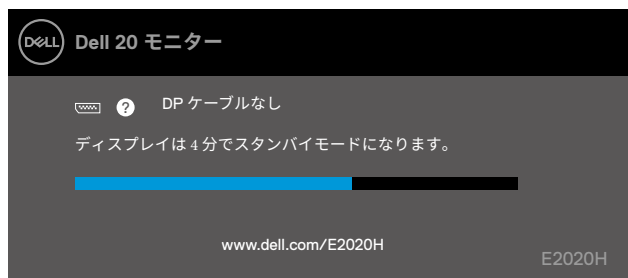 DELL
Dell 20 モニター
? DP ケーブルなし
ディスプレイは 4 分でスタンバイモードになります。
www.dell.com/E2020H
E2020H